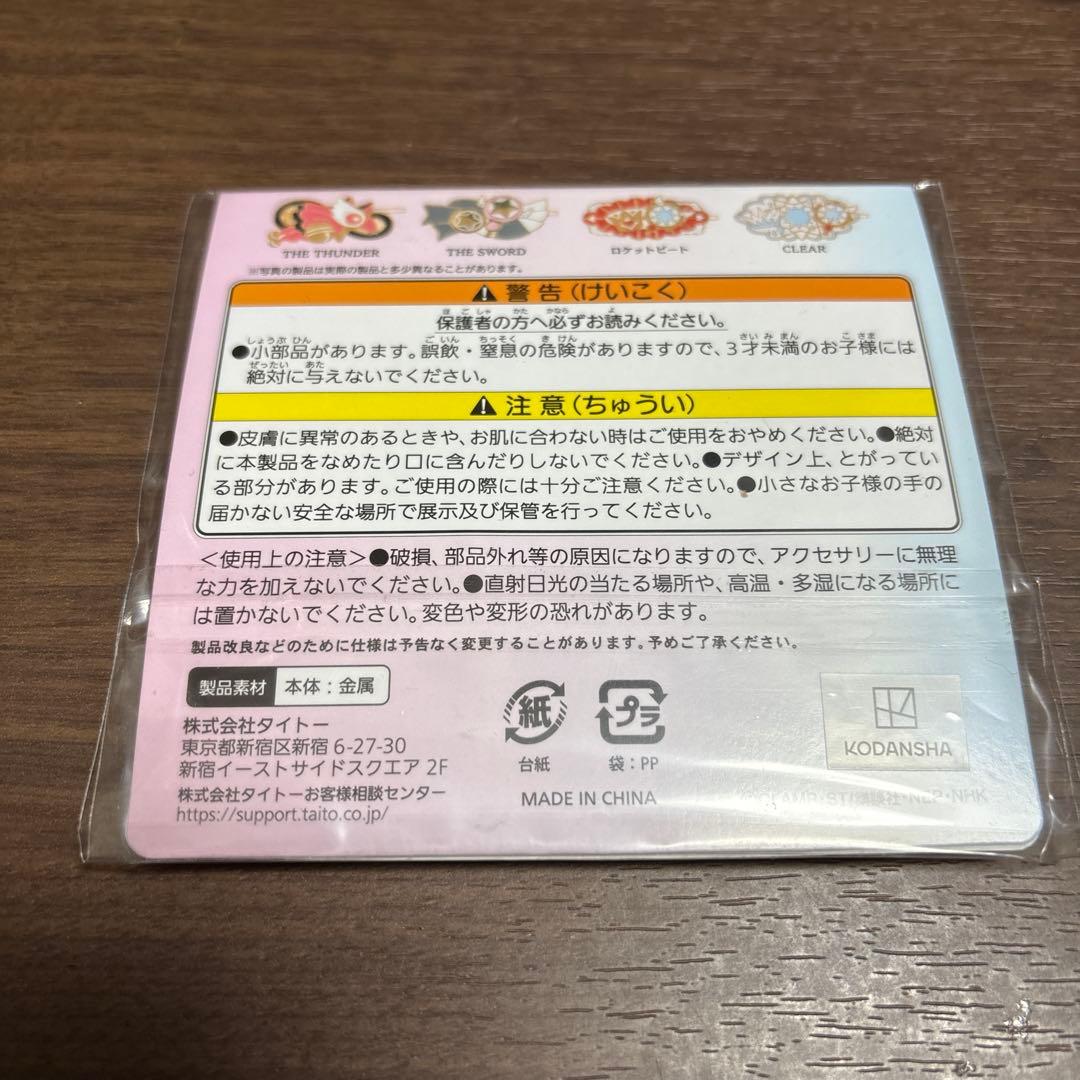 THE THUNDER THE SWORD ロケットビート CLEAR
※写真の製品は実際の製品と多少異なることがあります。
警告(けいこく)
保護者の方へ必ずお読みください。
●小部品があります。誤飲・窒息の危険がありますので、3才未満のお子様には
絶対に与えないでください。
注意(ちゅうい)
●皮膚に異常のあるときや、お肌に合わない時はご使用をおやめください。●絶対
に本製品をなめたり口に含んだりしないでください。●デザイン上、とがってい
る部分があります。ご使用の際には十分ご注意ください。●小さなお子様の手の
届かない安全な場所で展示及び保管を行ってください。
<使用上の注意>●破損、部品外れ等の原因になりますので、アクセサリーに無理
な力を加えないでください。●直射日光の当たる場所や、高温・多湿になる場所に
は置かないでください。変色や変形の恐れがあります。
製品改良などのために仕様は予告なく変更することがあります。予めご了承ください。
製品素材 本体:金属
株式会社タイトー
東京都新宿区新宿6-27-30
新宿イーストサイドスクエア 2F
株式会社タイトーお客様相談センター
https://support.taito.co.jp/
紙 プラ
台紙 袋:PP
MADE IN CHINA
KODANSHA
CLAMP・ST/講談社・NEP・NHK